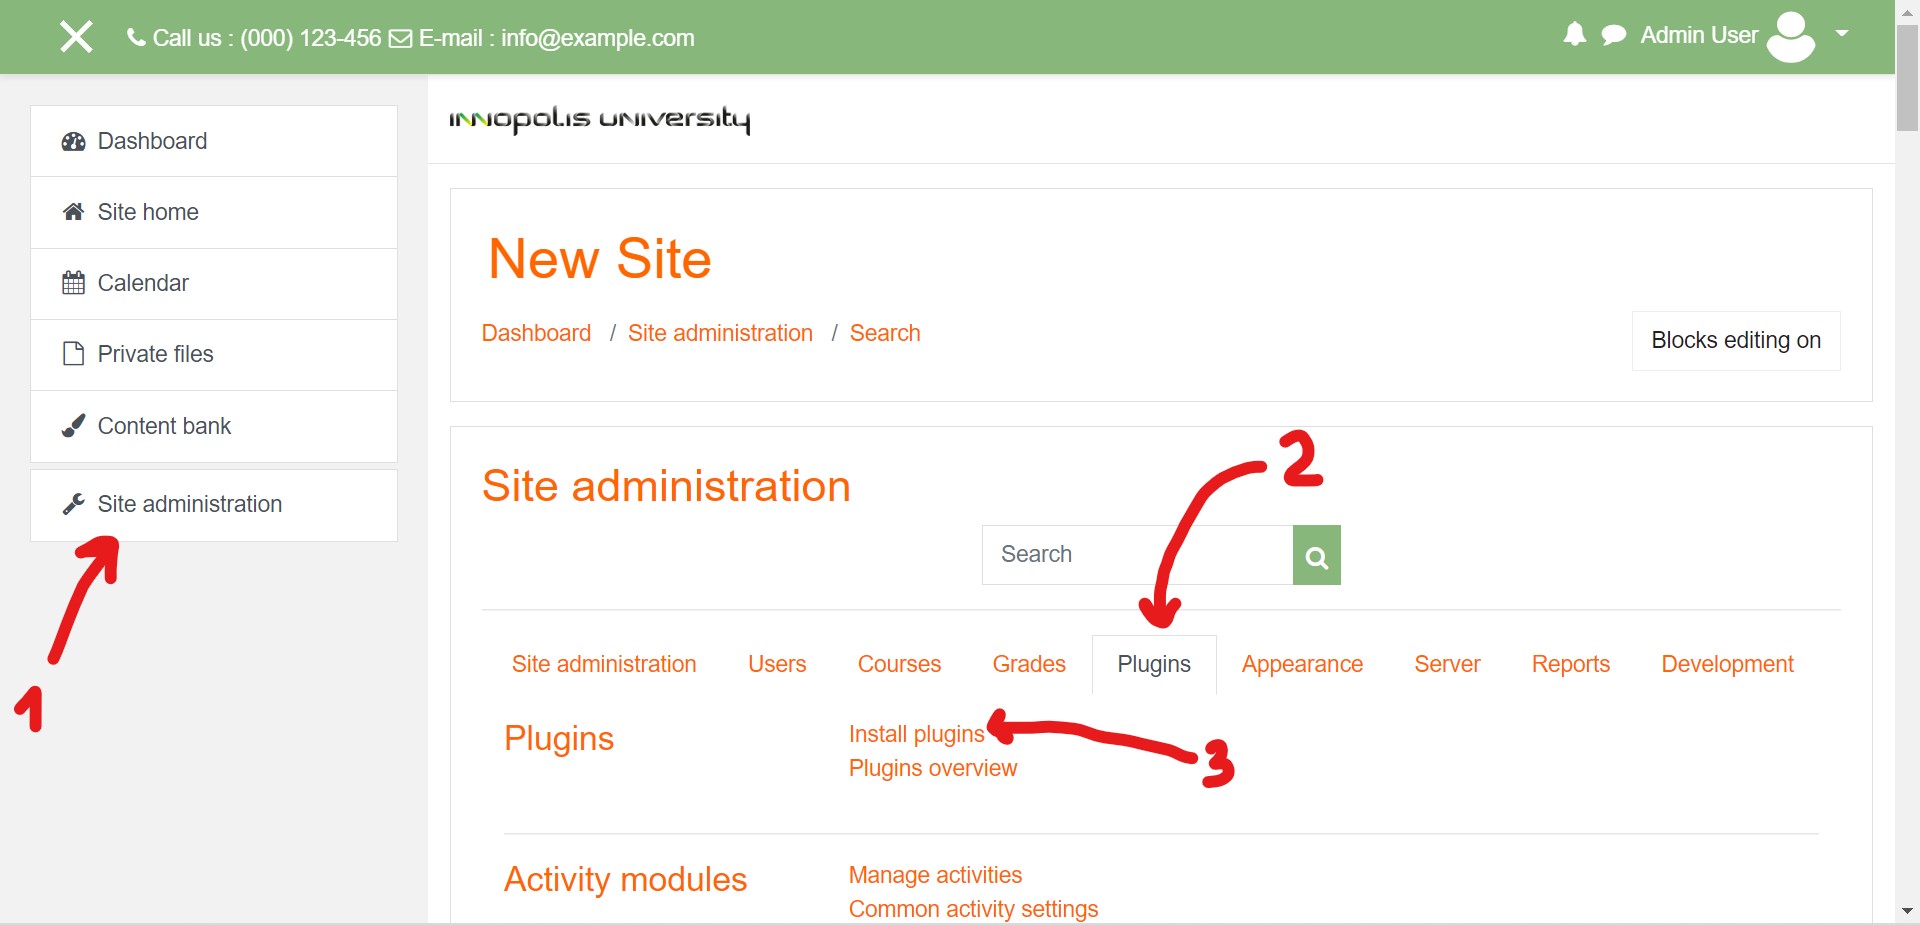 Call us : (000) 123-456 E-mail : info@example.com
Admin User
Dashboard
Site home
Calendar
Private files
Content bank
Site administration
1
INNOPOLIS UNIVERSITY
New Site
Dashboard / Site administration / Search
Blocks editing on
2
Site administration
Search
Site administration Users Courses Grades Plugins Appearance Server Reports Development
Plugins
Install plugins
Plugins overview
3
Activity modules
Manage activities
Common activity settings